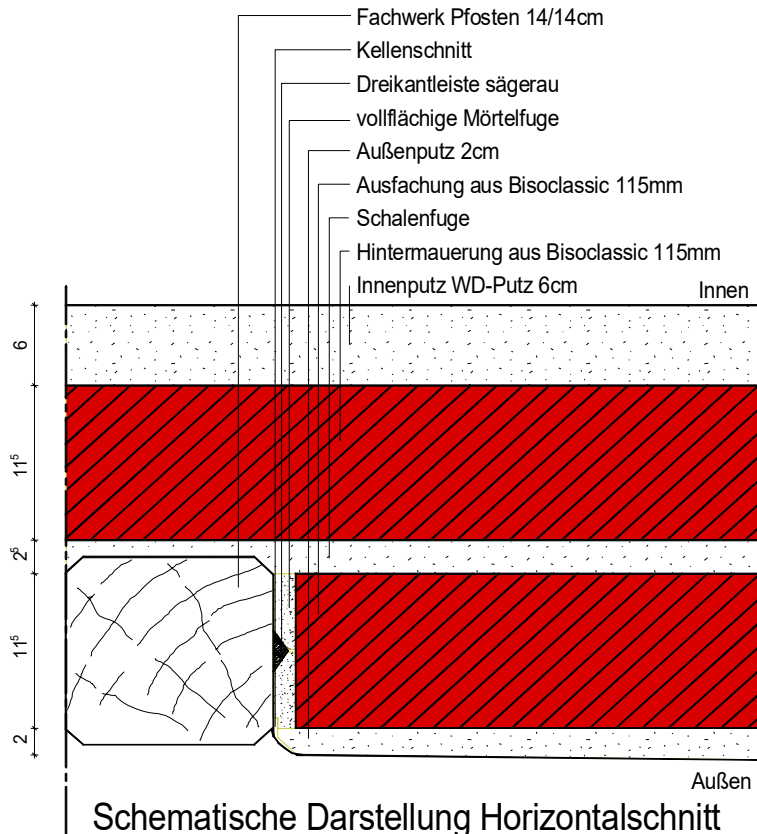 Fachwerk Pfosten 14/14cm
Kellenschnitt
Dreikantleiste sägerau
vollflächige Mörtelfuge
Außenputz 2cm
Ausfachung aus Bisoclassic 115mm
Schalenfuge
Hintermauerung aus Bisoclassic 115mm
Innenputz WD-Putz 6cm
Innen
6
11⁵
2⁵
11⁵
2
Außen
Schematische Darstellung Horizontalschnitt